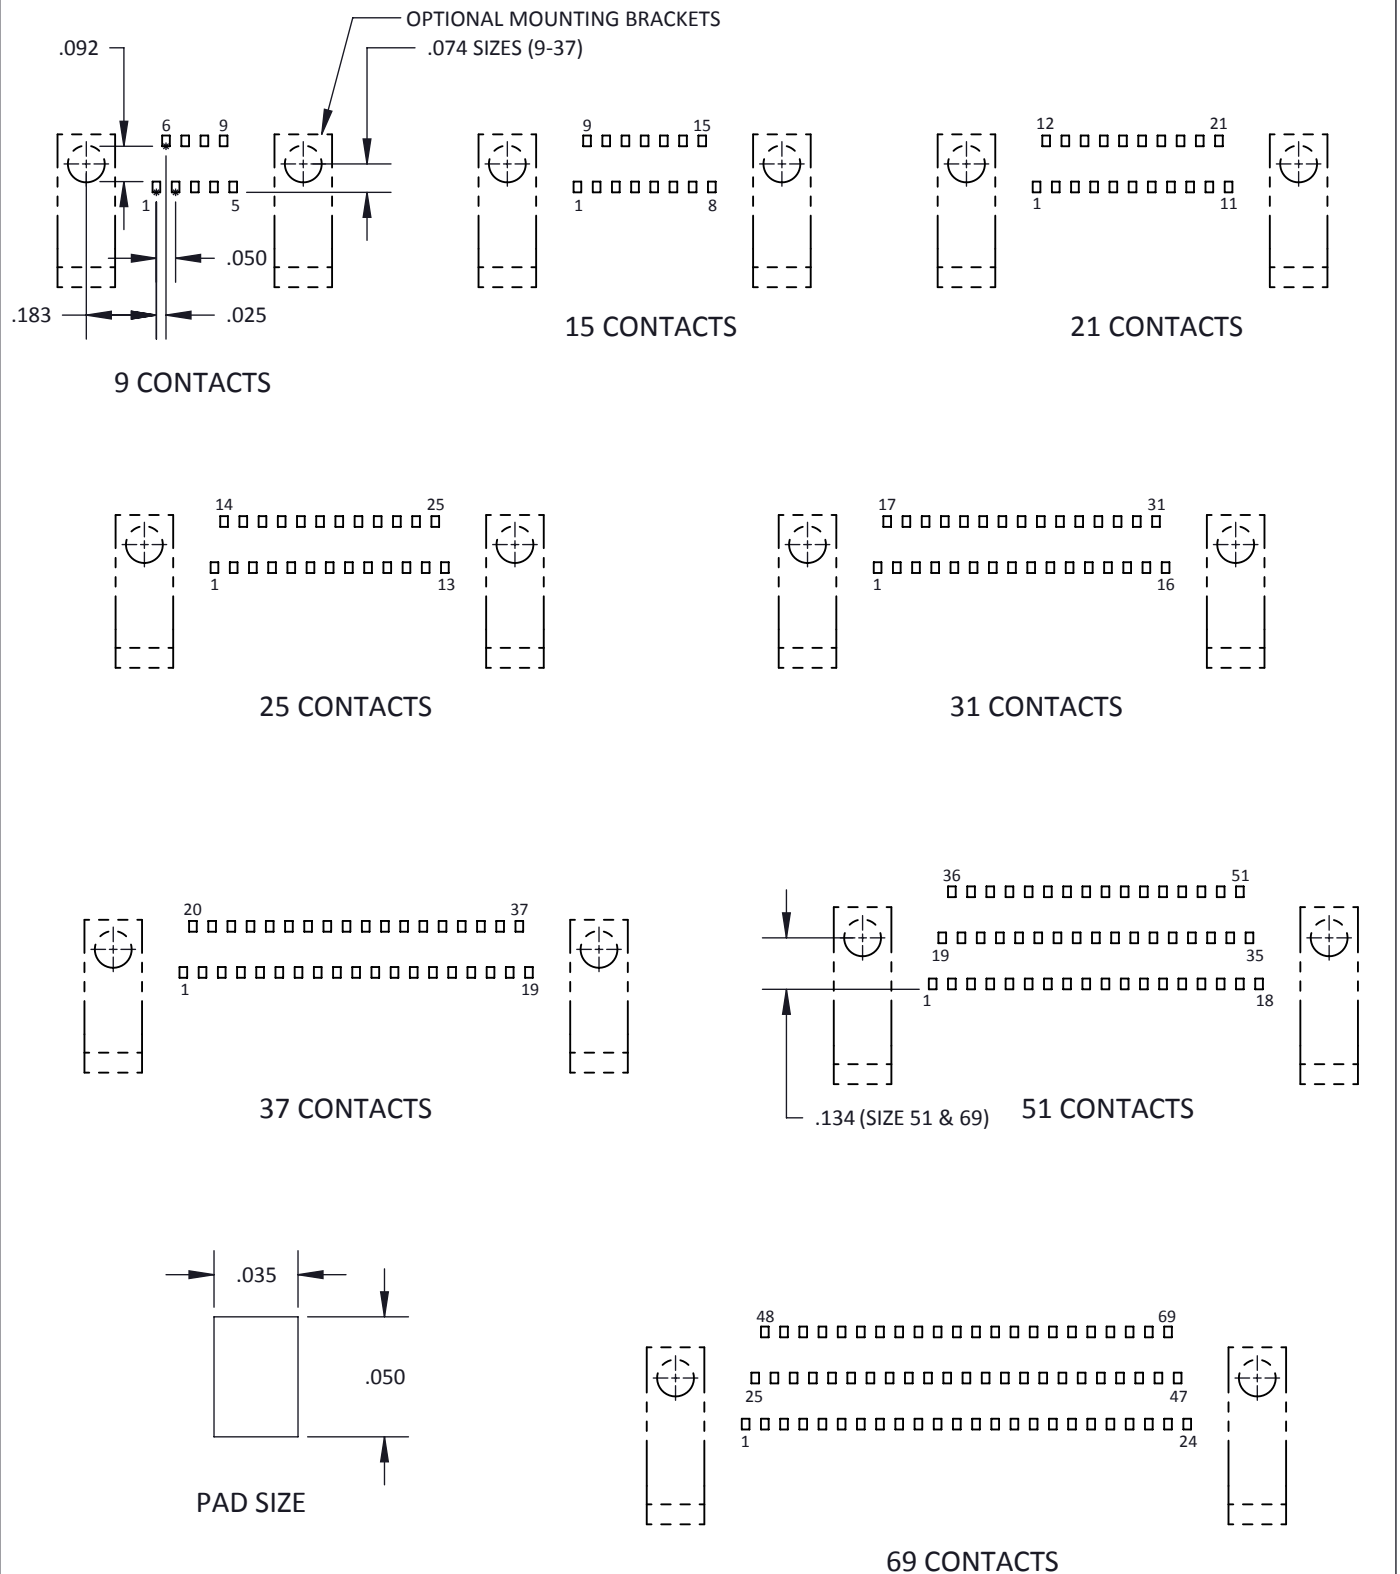 OPTIONAL MOUNTING BRACKETS
.092
.074 SIZES (9-37)
6 9
1 5
.050
.183
.025
9 CONTACTS
9 15
1 8
15 CONTACTS
12 21
1 11
21 CONTACTS
14 25
1 13
25 CONTACTS
17 31
1 16
31 CONTACTS
20 37
1 19
37 CONTACTS
36 51
19 35
1 18
.134 (SIZE 51 & 69)
51 CONTACTS
.035
.050
PAD SIZE
48 69
25 47
1 24
69 CONTACTS